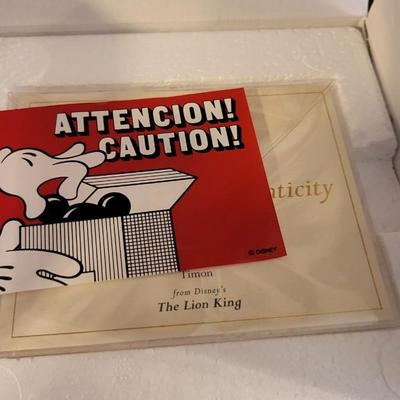 ATTENCION!
CAUTION!
© DISNEY
nticity
Timon
from Disney's
The Lion King